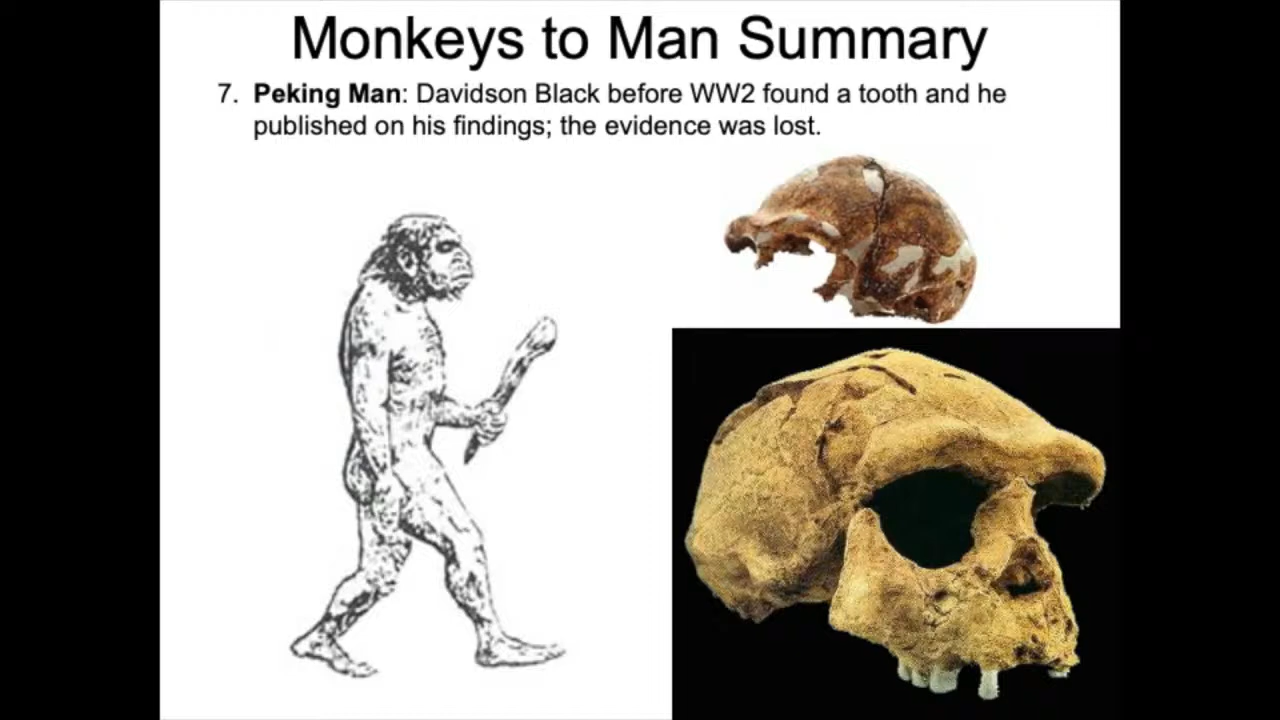 Monkeys to Man Summary
7. Peking Man: Davidson Black before WW2 found a tooth and he
published on his findings; the evidence was lost.